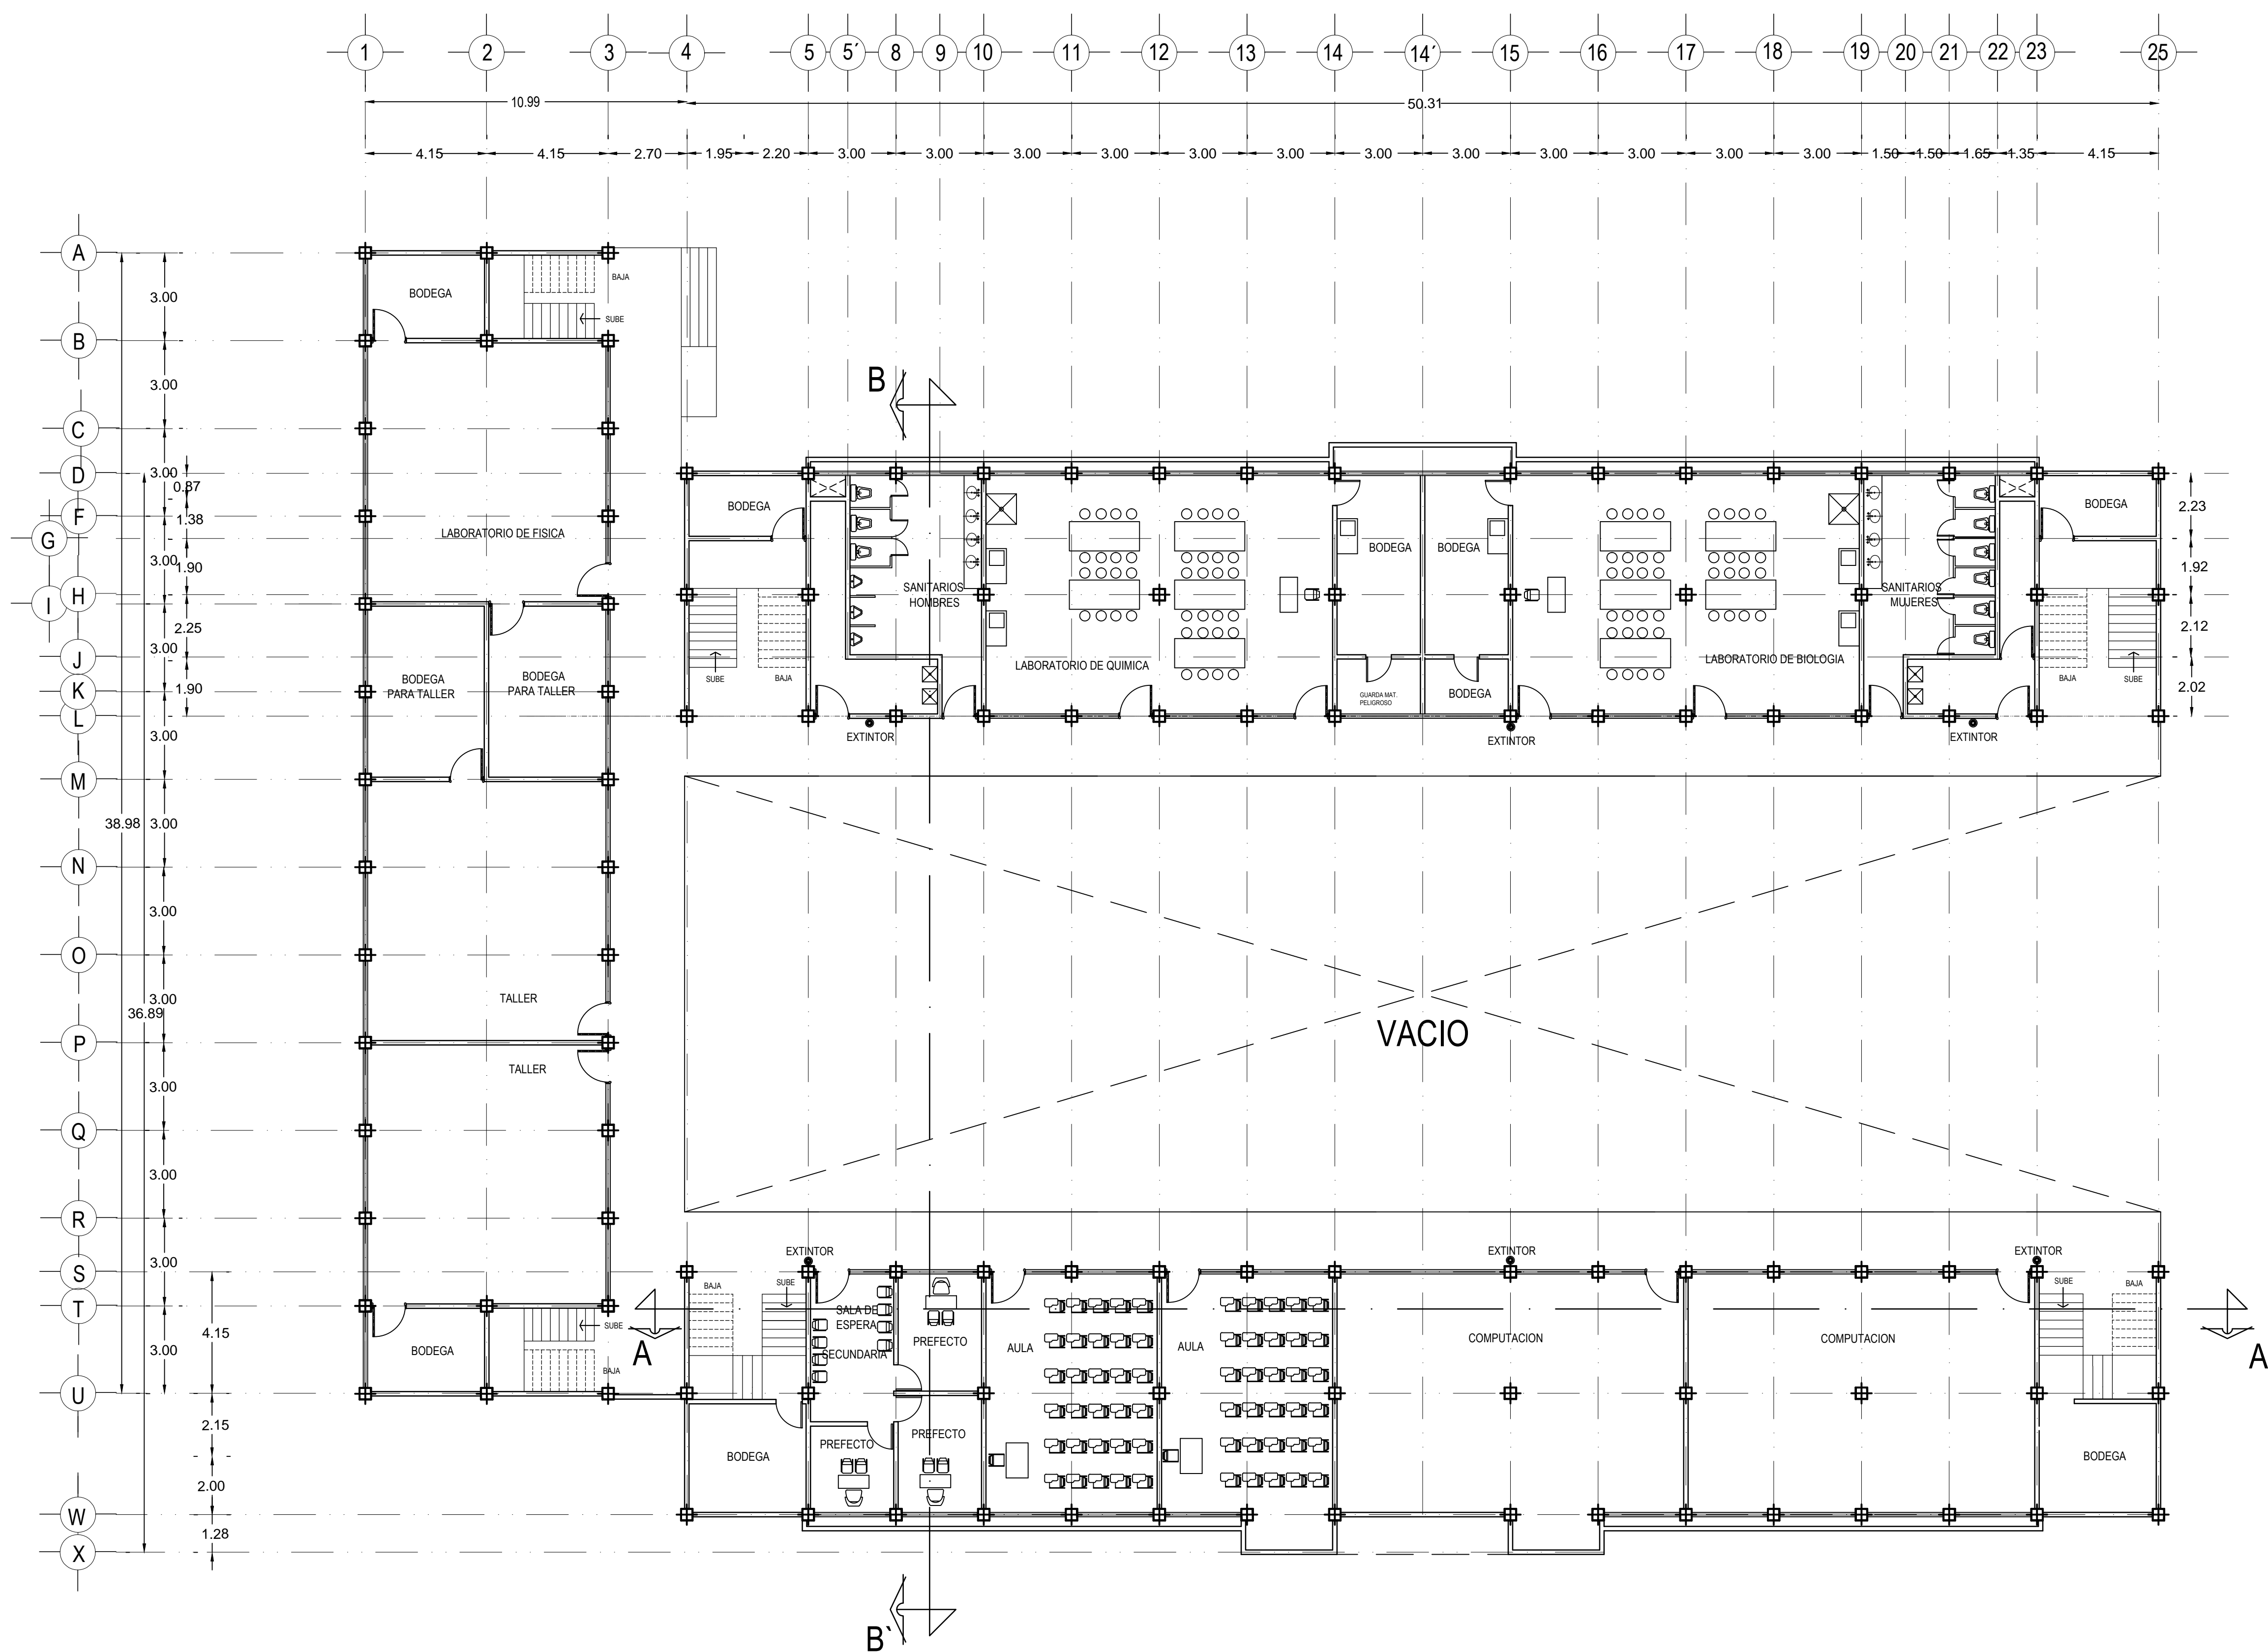 1 2 3 4 5 5´ 8 9 10 11 12 13 14 14´ 15 16 17 18 19 20 21 22 23 25
10.99 50.31
4.15 4.15 2.70 1.95 2.20 3.00 3.00 3.00 3.00 3.00 3.00 3.00 3.00 3.00 3.00 3.00 3.00 1.50 1.50 1.65 1.35 4.15
A
B
C
D
F
G
H
I
J
K
L
M
N
O
P
Q
R
S
T
U
W
X
3.00
3.00
3.00
0.87
1.38
3.00
1.90
2.25
3.00
1.90
3.00
38.98
3.00
3.00
3.00
36.89
3.00
3.00
3.00
4.15
3.00
2.15
2.00
1.28
BODEGA
BAJA
SUBE
LABORATORIO DE FISICA
BODEGA
PARA TALLER
BODEGA
PARA TALLER
TALLER
TALLER
BODEGA
SUBE
BAJA
B
BODEGA
SUBE
BAJA
SANITARIOS
HOMBRES
EXTINTOR
LABORATORIO DE QUIMICA
BODEGA
BODEGA
GUARDA MAT.
PELIGROSO
BODEGA
EXTINTOR
LABORATORIO DE BIOLOGIA
SANITARIOS
MUJERES
EXTINTOR
BODEGA
BAJA
SUBE
2.23
1.92
2.12
2.02
VACIO
A
BAJA
SUBE
EXTINTOR
SALA DE
ESPERA
SECUNDARIA
PREFECTO
PREFECTO
PREFECTO
BODEGA
AULA
AULA
EXTINTOR
COMPUTACION
COMPUTACION
EXTINTOR
SUBE
BAJA
BODEGA
A
B`